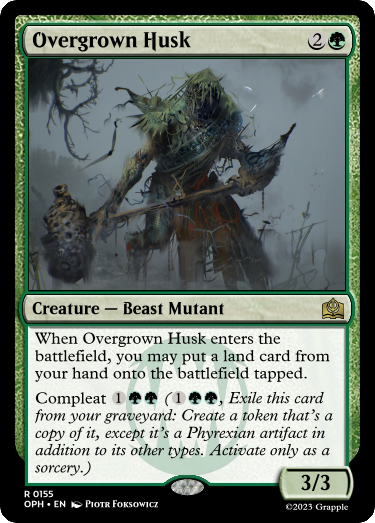 Overgrown Husk 2
Creature — Beast Mutant
When Overgrown Husk enters the
battlefield, you may put a land card from
your hand onto the battlefield tapped.
Compleat 1 (1, Exile this card
from your graveyard: Create a token that's a
copy of it, except it's a Phyrexian artifact in
addition to its other types. Activate only as a
sorcery.)
3/3
R 0155
OPH • EN Piotr Foksowicz
©2023 Grapple